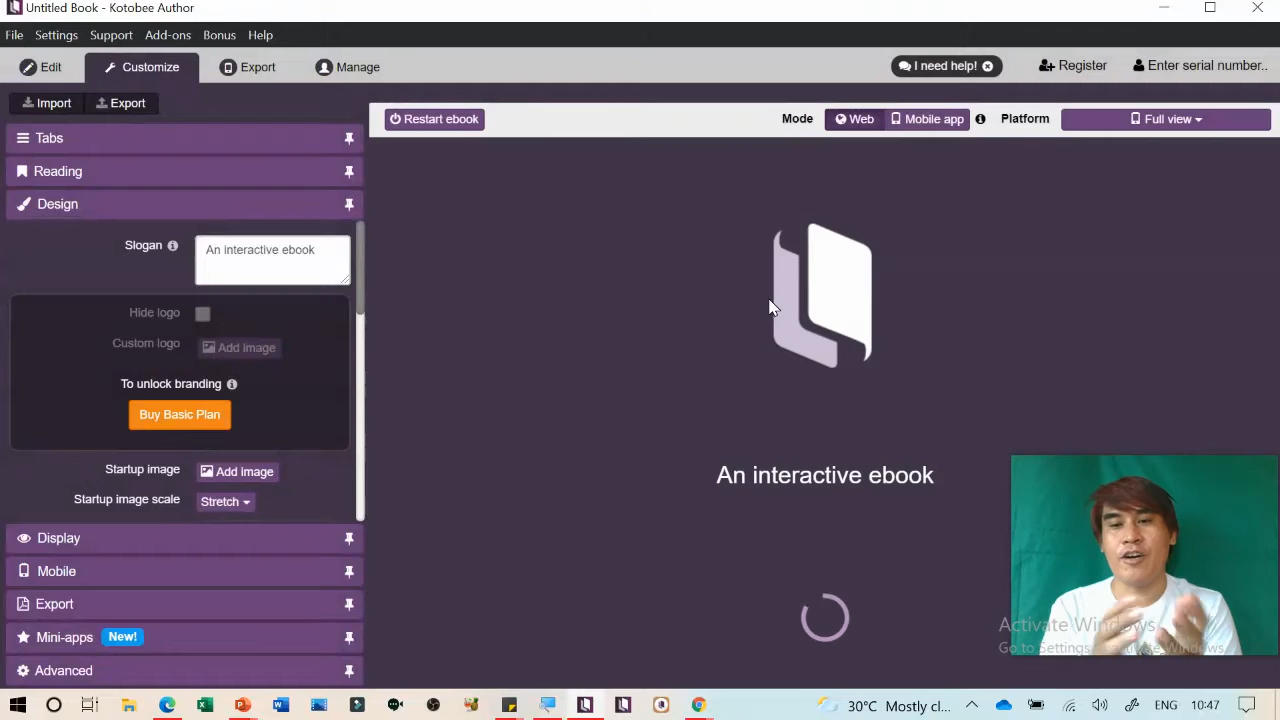 Untitled Book - Kotobee Author
File Settings Support Add-ons Bonus Help
Edit Customize Export Manage I need help! Register Enter serial number..
Import Export
Restart ebook Mode Web Mobile app Platform Full view
Tabs
Reading
Design
Slogan An interactive ebook
Hide logo
Custom logo Add image
To unlock branding
Buy Basic Plan
Startup image Add image
Startup image scale Stretch
An interactive ebook
Display
Mobile
Export
Mini-apps New!
Advanced
Activate Windows
Go to Settings to activate Windows.
30°C Mostly cl... ENG 10:47